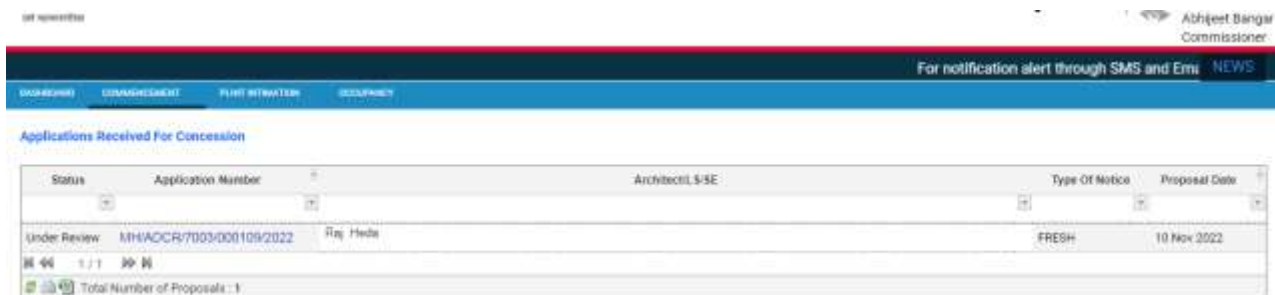 Abhijeet Bangar
Commissioner
For notification alert through SMS and Ema NEWS
DASHBOARD COMMENCEMENT PLINT INTIMATION OCCUPANCY
Applications Received For Concession
Status Application Number Architect/LS/SE Type Of Notice Proposal Date
Under Review MH/ADCR/7003/000109/2022 Raj Heda FRESH 10 Nov 2022
1 / 1
Total Number of Proposals : 1